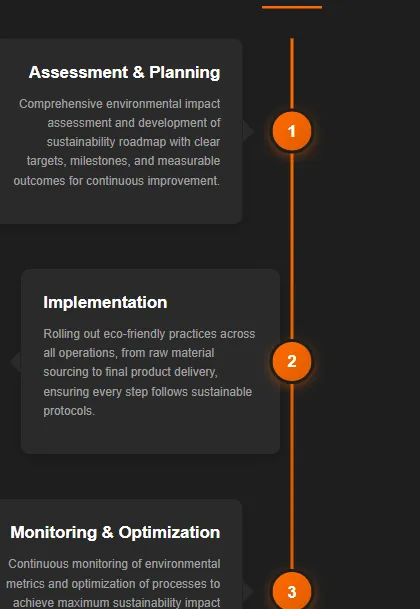 Assessment & Planning
Comprehensive environmental impact
assessment and development of
sustainability roadmap with clear
targets, milestones, and measurable
outcomes for continuous improvement.
1
Implementation
Rolling out eco-friendly practices across
all operations, from raw material
sourcing to final product delivery,
ensuring every step follows sustainable
protocols.
2
Monitoring & Optimization
Continuous monitoring of environmental
metrics and optimization of processes to
achieve maximum sustainability impact
3